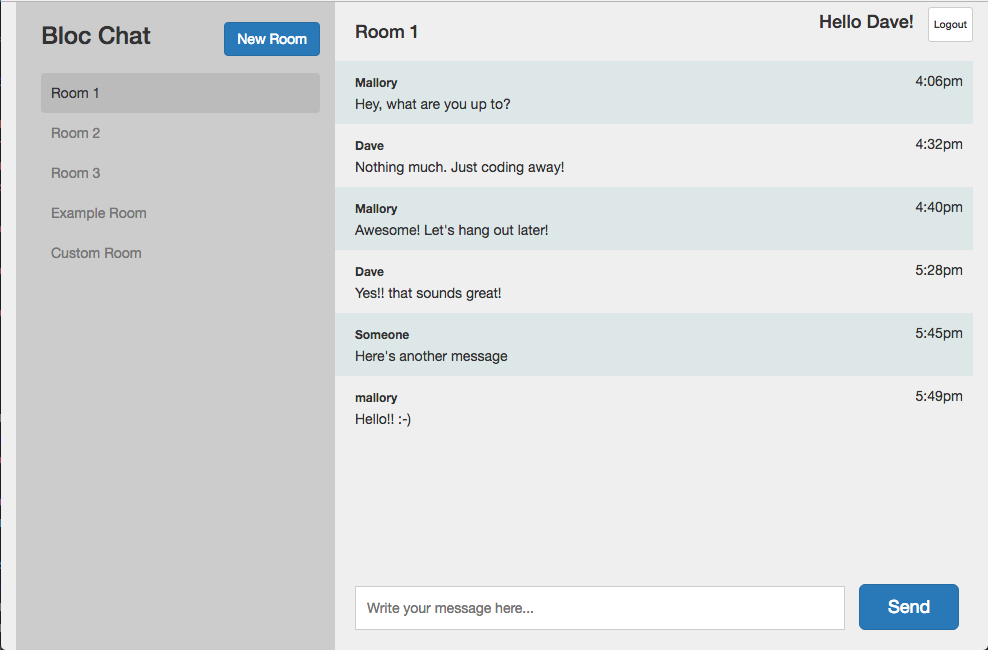 Bloc Chat
New Room
Room 1
Room 2
Room 3
Example Room
Custom Room
Room 1
Hello Dave!
Logout
Mallory
4:06pm
Hey, what are you up to?
Dave
4:32pm
Nothing much. Just coding away!
Mallory
4:40pm
Awesome! Let's hang out later!
Dave
5:28pm
Yes!! that sounds great!
Someone
5:45pm
Here's another message
mallory
5:49pm
Hello!! :-)
Write your message here...
Send